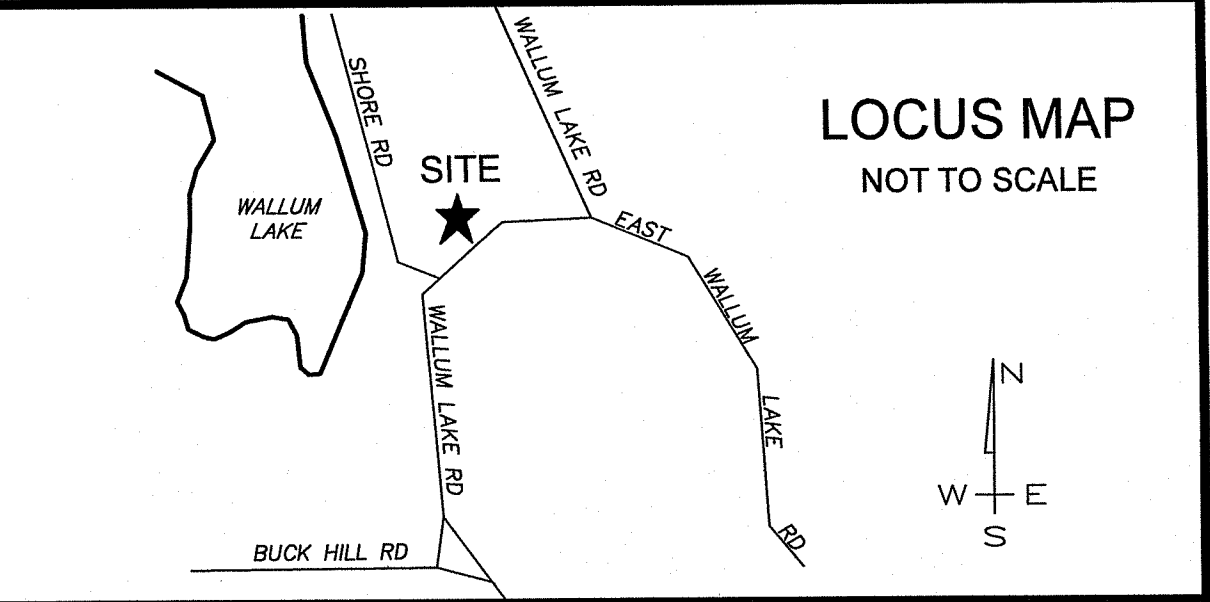 WALLUM LAKE RD
SHORE RD
LOCUS MAP
NOT TO SCALE
SITE
WALLUM
LAKE
EAST
WALLUM
LAKE
RD
WALLUM LAKE RD
BUCK HILL RD
N
W E
S